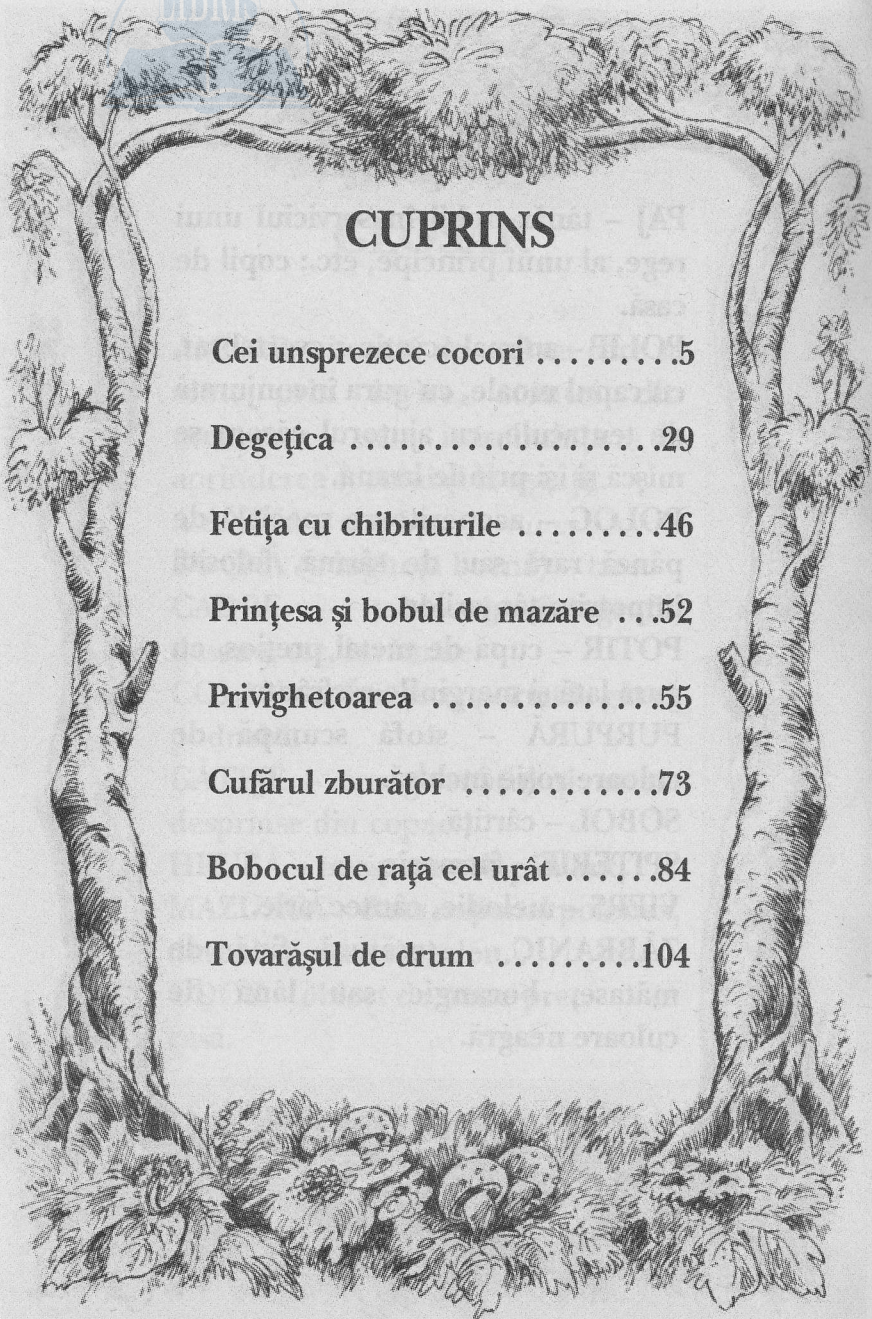 CUPRINS
Cei unsprezece cocori .........5
Degețica ...................29
Fetița cu chibriturile .........46
Prințesa și bobul de mazăre ...52
Privighetoarea ..............55
Cufărul zburător ............73
Bobocul de rață cel urât ......84
Tovarășul de drum .........104